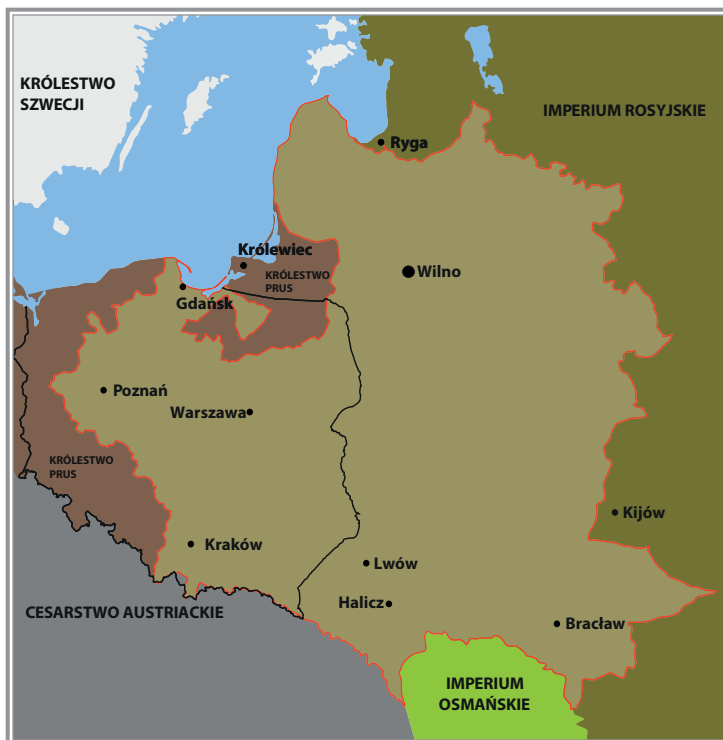 KRÓLESTWO
SZWECJI
IMPERIUM ROSYJSKIE
Ryga
Królewiec
KRÓLESTWO
PRUS
Wilno
Gdańsk
Poznań
Warszawa
KRÓLESTWO
PRUS
Kijów
Kraków
Lwów
Halicz
CESARSTWO AUSTRIACKIE
Bracław
IMPERIUM
OSMAŃSKIE